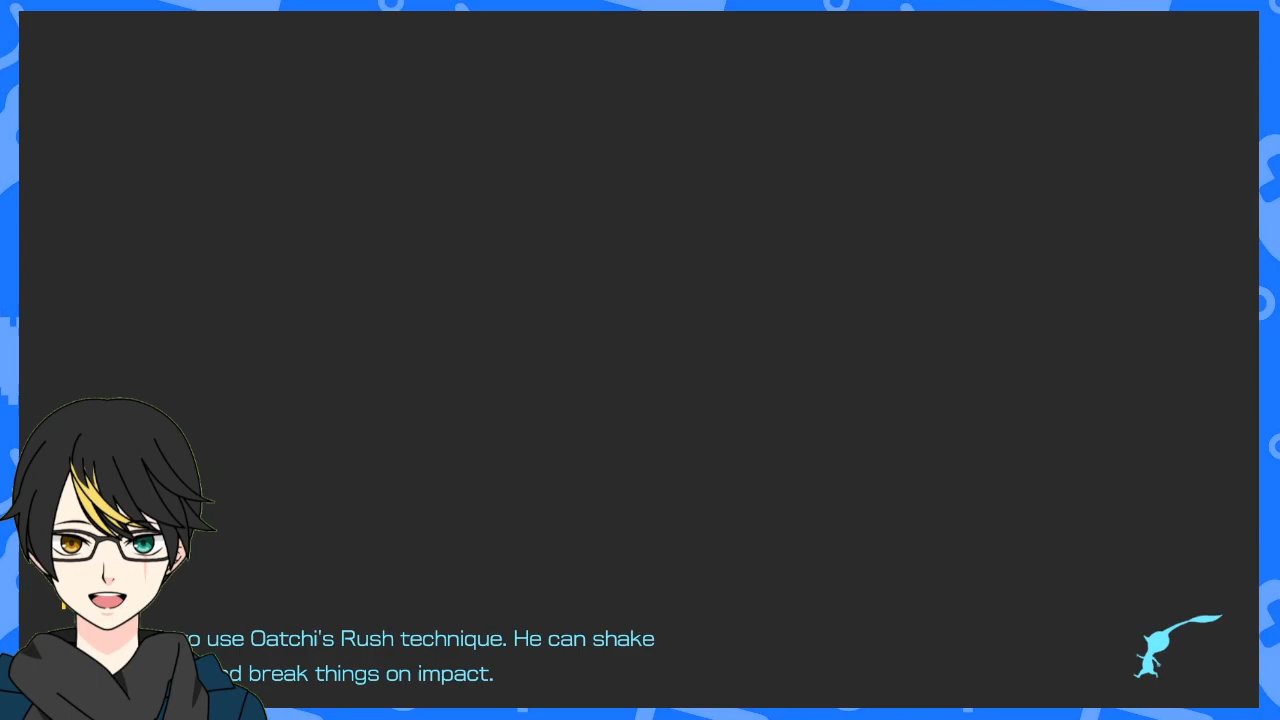 use Oatchi's Rush technique. He can shake
break things on impact.